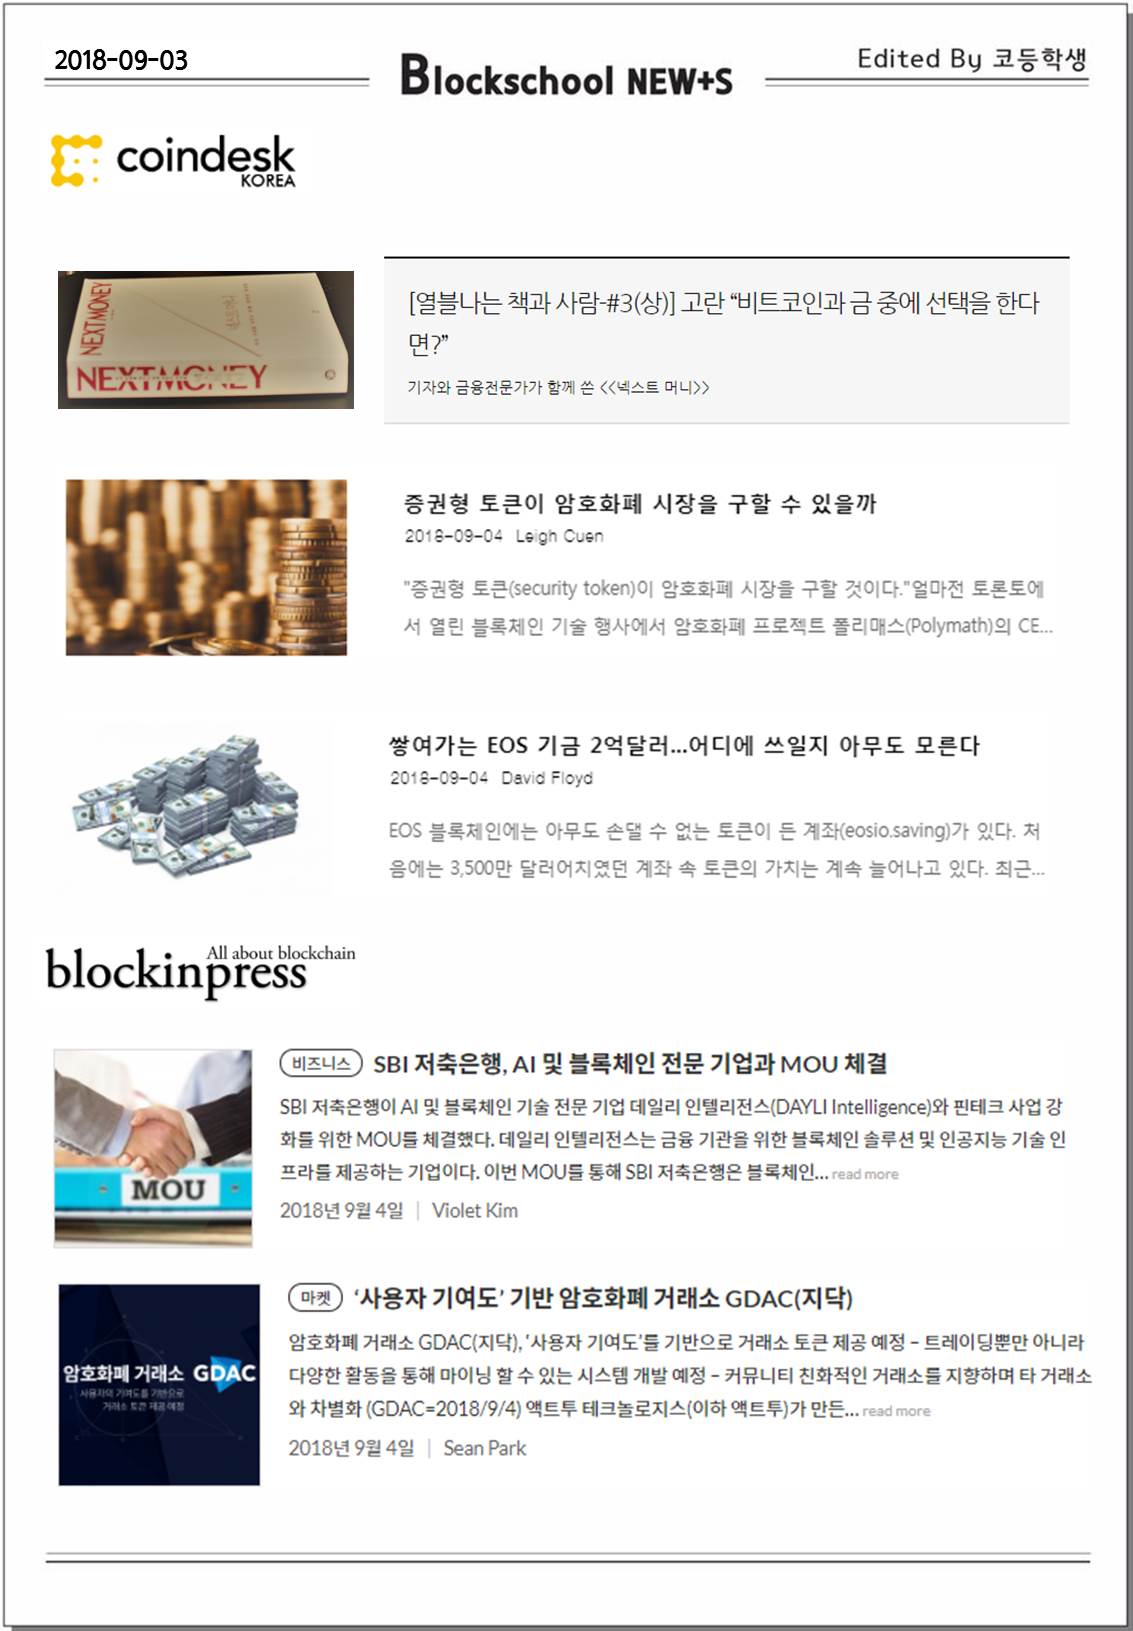 2018-09-03
Blockschool NEW+S
Edited By 코등학생
coindesk
KOREA
NEXTMONEY
NEXTMONEY
[열블나는 책과 사람-#3(상)] 고란 “비트코인과 금 중에 선택을 한다
면?”
기자와 금융전문가가 함께 쓴 <<넥스트 머니>>
증권형 토큰이 암호화폐 시장을 구할 수 있을까
2018-09-04 Leigh Cuen
"증권형 토큰(security token)이 암호화폐 시장을 구할 것이다."얼마전 토론토에
서 열린 블록체인 기술 행사에서 암호화폐 프로젝트 폴리매스(Polymath)의 CE...
쌓여가는 EOS 기금 2억달러...어디에 쓰일지 아무도 모른다
2018-09-04 David Floyd
EOS 블록체인에는 아무도 손댈 수 없는 토큰이 든 계좌(eosio.saving)가 있다. 처
음에는 3,500만 달러어치였던 계좌 속 토큰의 가치는 계속 늘어나고 있다. 최근...
All about blockchain
blockinpress
MOU
비즈니스 SBI 저축은행, AI 및 블록체인 전문 기업과 MOU 체결
SBI 저축은행이 AI 및 블록체인 기술 전문 기업 데일리 인텔리전스(DAYLI Intelligence)와 핀테크 사업 강
화를 위한 MOU를 체결했다. 데일리 인텔리전스는 금융 기관을 위한 블록체인 솔루션 및 인공지능 기술 인
프라를 제공하는 기업이다. 이번 MOU를 통해 SBI 저축은행은 블록체인... read more
2018년 9월 4일 | Violet Kim
암호화폐 거래소 GDAC
사용자의 기여도를 기반으로
거래소 토큰 제공 예정
마켓 ‘사용자 기여도’ 기반 암호화폐 거래소 GDAC(지닥)
암호화폐 거래소 GDAC(지닥), ‘사용자 기여도’를 기반으로 거래소 토큰 제공 예정 – 트레이딩뿐만 아니라
다양한 활동을 통해 마이닝 할 수 있는 시스템 개발 예정 – 커뮤니티 친화적인 거래소를 지향하며 타 거래소
와 차별화 (GDAC=2018/9/4) 액트투 테크놀로지스(이하 액트투)가 만든... read more
2018년 9월 4일 | Sean Park